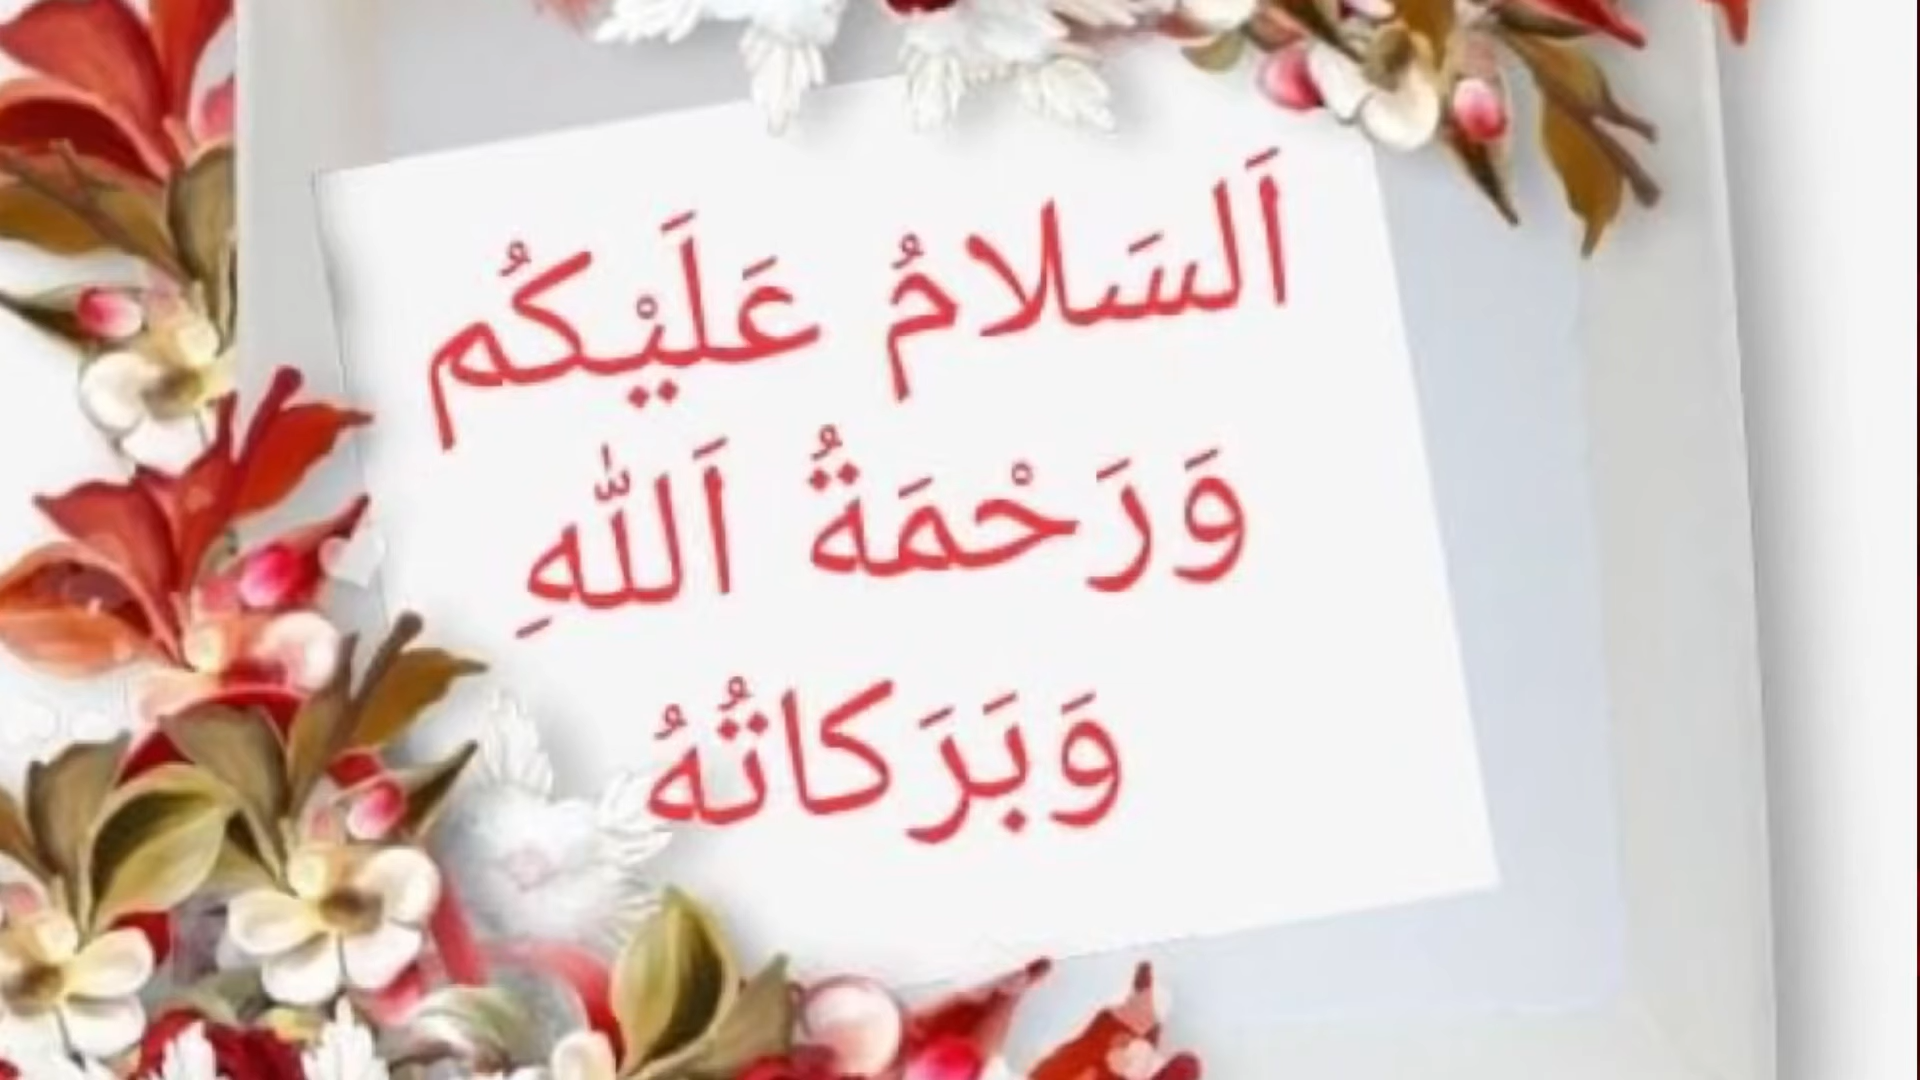 اَلسَلامُ عَلَيْكُم
وَرَحْمَةُ اَللّٰهِ
وَبَرَكاتُهُ